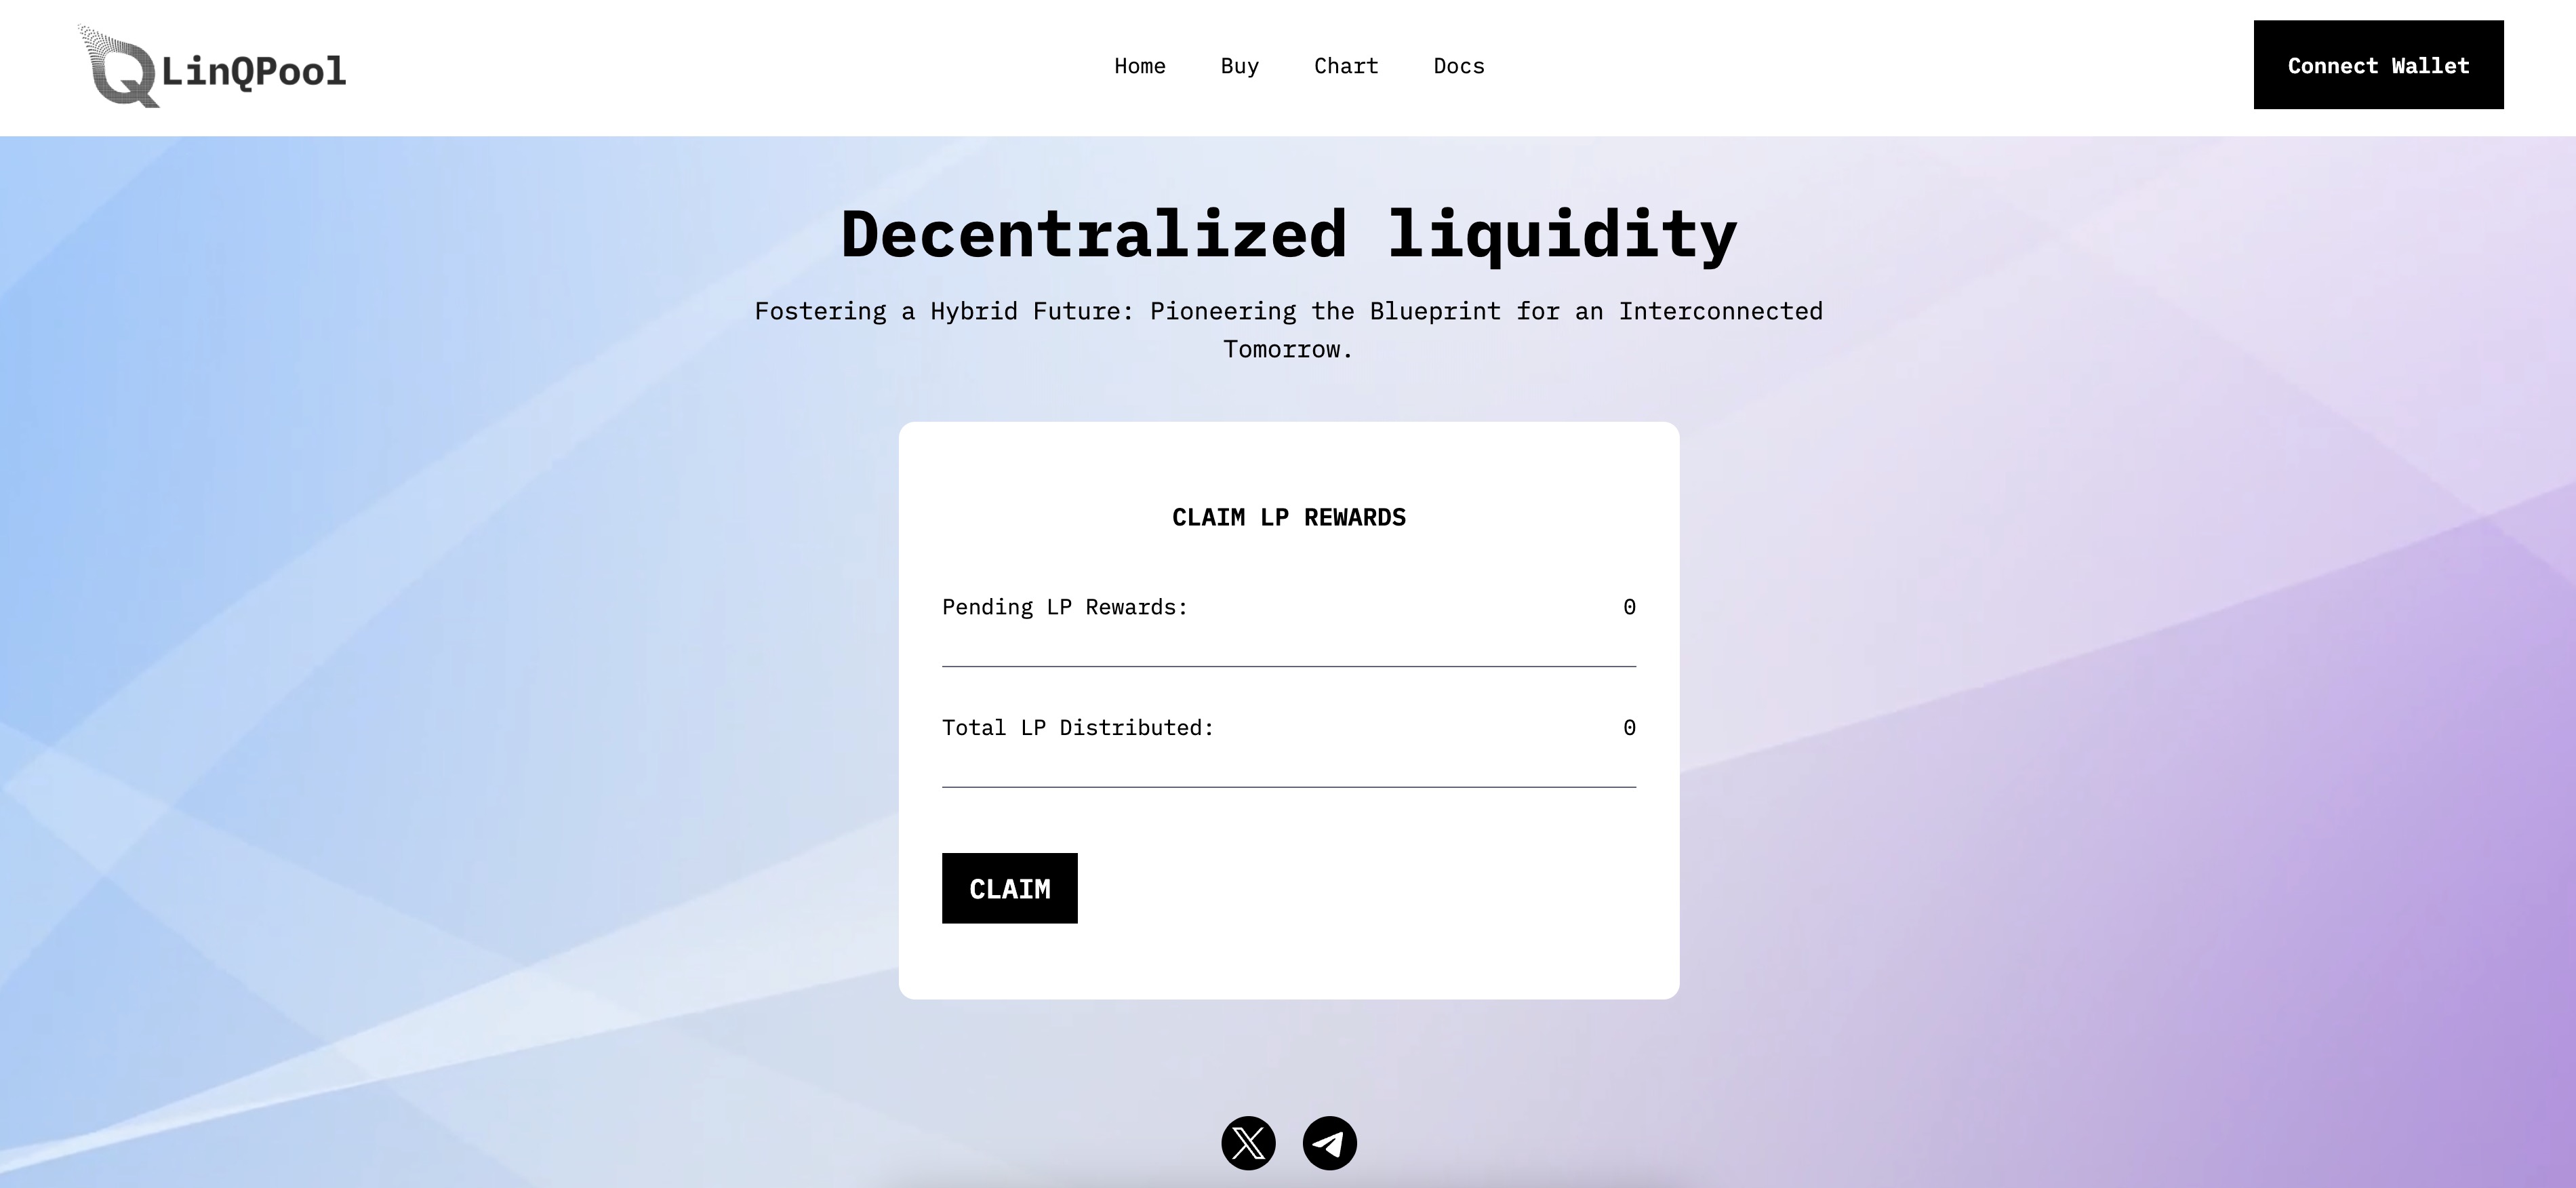 LinQPool
Home
Buy
Chart
Docs
Connect Wallet
Decentralized liquidity
Fostering a Hybrid Future: Pioneering the Blueprint for an Interconnected
Tomorrow.
CLAIM LP REWARDS
Pending LP Rewards: 0
Total LP Distributed: 0
CLAIM